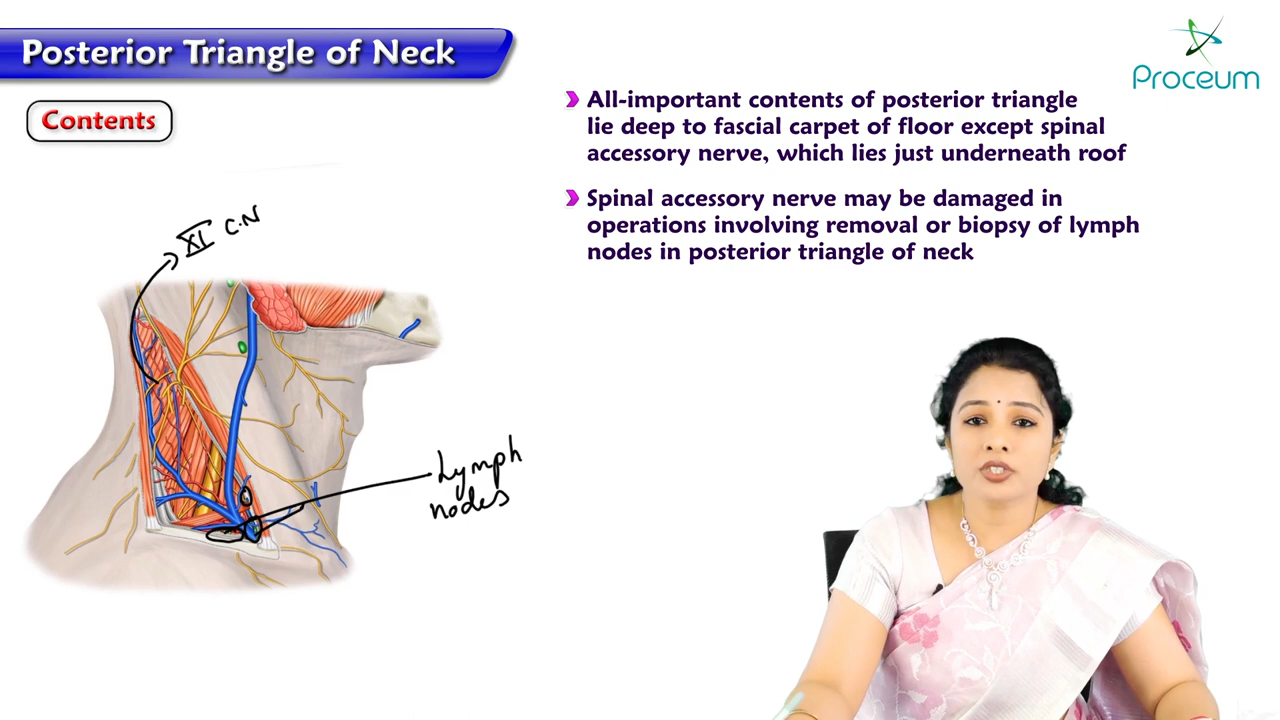 Posterior Triangle of Neck
Proceum
Contents
All-important contents of posterior triangle
lie deep to fascial carpet of floor except spinal
accessory nerve, which lies just underneath roof
Spinal accessory nerve may be damaged in
operations involving removal or biopsy of lymph
nodes in posterior triangle of neck
XI C.N
Lymph
nodes